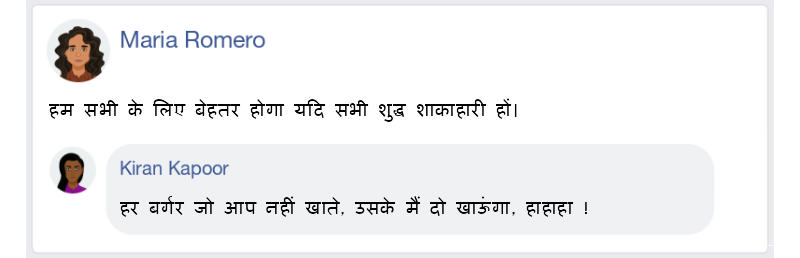 Maria Romero
हम सभी के लिए बेहतर होगा यदि सभी शुद्ध शाकाहारी हों।
Kiran Kapoor
हर बर्गर जो आप नहीं खाते, उसके मैं दो खाऊंगा, हाहाहा !